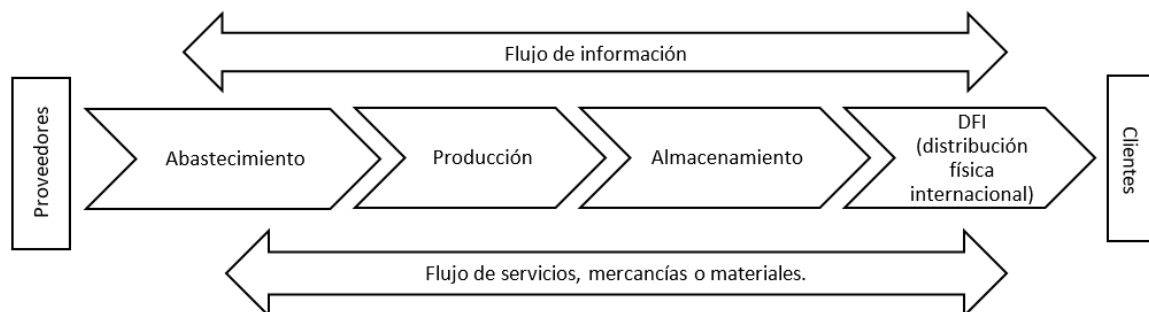 Flujo de información
Proveedores
Abastecimiento
Producción
Almacenamiento
DFI
(distribución
física
internacional)
Clientes
Flujo de servicios, mercancías o materiales.